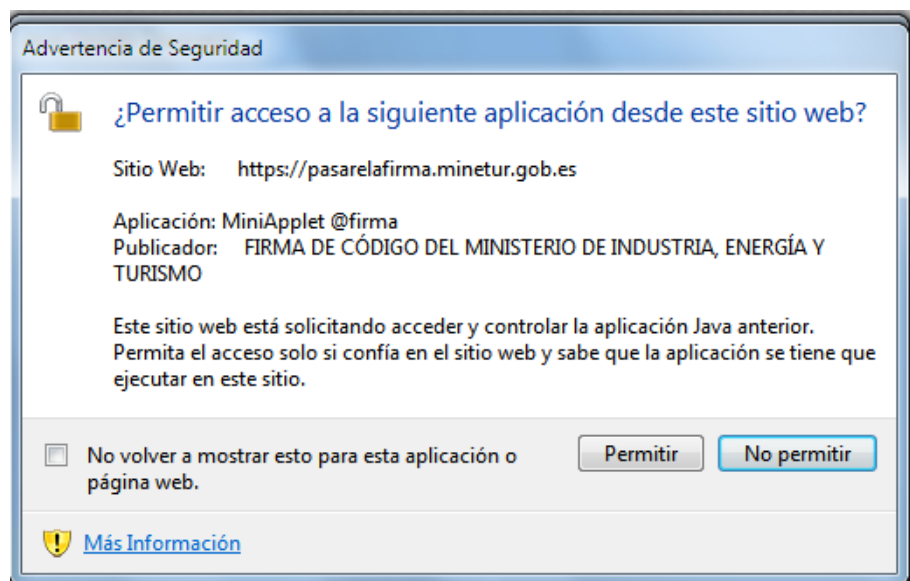 Advertencia de Seguridad
¿Permitir acceso a la siguiente aplicación desde este sitio web?
Sitio Web: https://pasarelafirma.minetur.gob.es
Aplicación: MiniApplet @firma
Publicador: FIRMA DE CÓDIGO DEL MINISTERIO DE INDUSTRIA, ENERGÍA Y
TURISMO
Este sitio web está solicitando acceder y controlar la aplicación Java anterior.
Permita el acceso solo si confía en el sitio web y sabe que la aplicación se tiene que
ejecutar en este sitio.
No volver a mostrar esto para esta aplicación o
página web.
Permitir
No permitir
Más Información